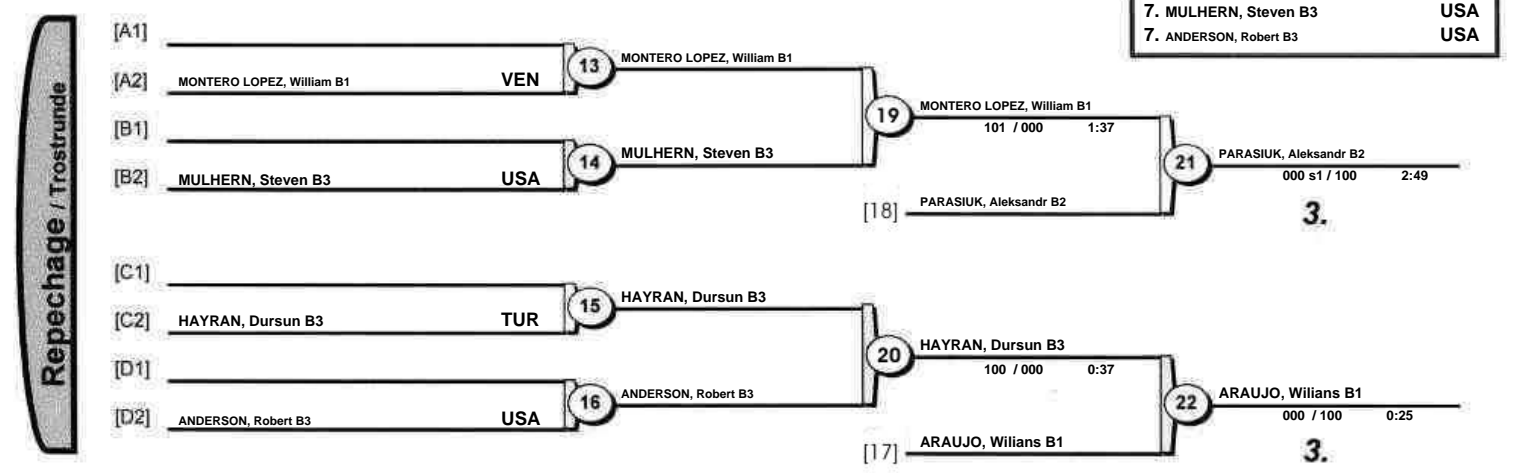 7. MULHERN, Steven B3 USA
7. ANDERSON, Robert B3 USA
Repechage / Trostrunde
[A1]
[A2] MONTERO LOPEZ, William B1 VEN
13
MONTERO LOPEZ, William B1
[B1]
[B2] MULHERN, Steven B3 USA
14
MULHERN, Steven B3
19
MONTERO LOPEZ, William B1
101 / 000 1:37
[18] PARASIUK, Aleksandr B2
21
PARASIUK, Aleksandr B2
000 s1 / 100 2:49
3.
[C1]
[C2] HAYRAN, Dursun B3 TUR
15
HAYRAN, Dursun B3
[D1]
[D2] ANDERSON, Robert B3 USA
16
ANDERSON, Robert B3
20
HAYRAN, Dursun B3
100 / 000 0:37
[17] ARAUJO, Wilians B1
22
ARAUJO, Wilians B1
000 / 100 0:25
3.